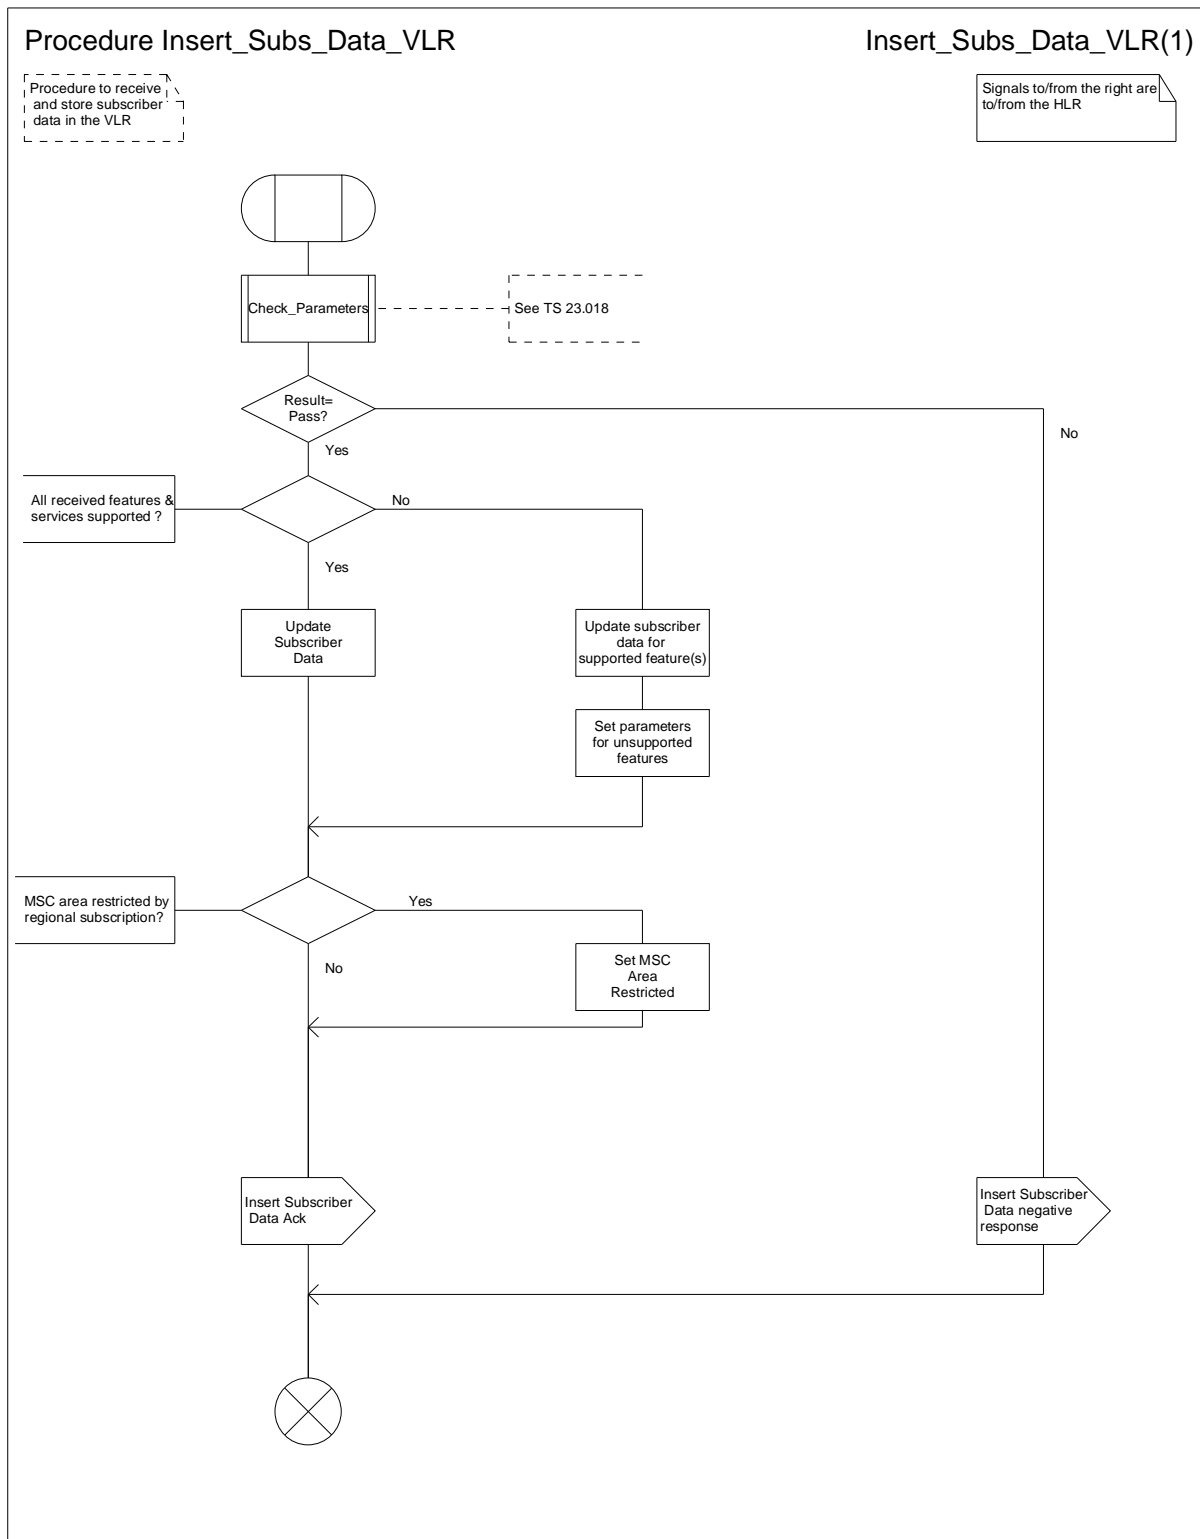 Procedure Insert_Subs_Data_VLR
Insert_Subs_Data_VLR(1)
Procedure to receive
and store subscriber
data in the VLR
Signals to/from the right are
to/from the HLR
Check_Parameters
See TS 23.018
Result=
Pass?
No
Yes
All received features &
services supported ?
No
Yes
Update
Subscriber
Data
Update subscriber
data for
supported feature(s)
Set parameters
for unsupported
features
MSC area restricted by
regional subscription?
Yes
No
Set MSC
Area
Restricted
Insert Subscriber
Data Ack
Insert Subscriber
Data negative
response